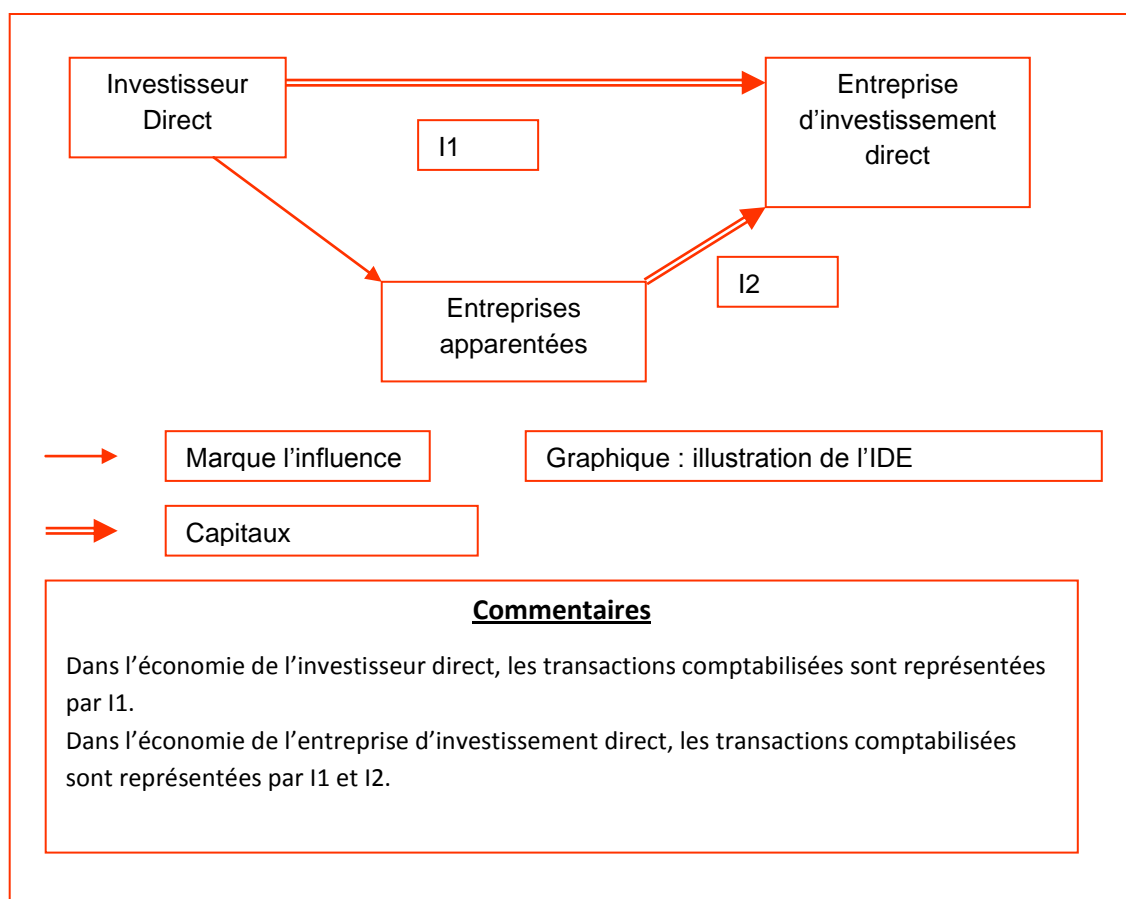 Investisseur
Direct
Entreprise
d'investissement
direct
I1
I2
Entreprises
apparentées
Marque l'influence
Graphique : illustration de l'IDE
Capitaux
Commentaires
Dans l'économie de l'investisseur direct, les transactions comptabilisées sont représentées
par I1.
Dans l'économie de l'entreprise d'investissement direct, les transactions comptabilisées
sont représentées par I1 et I2.